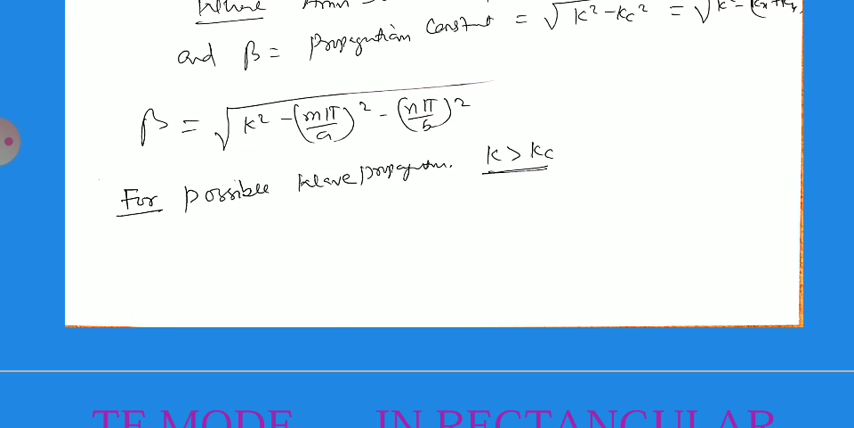 Where
and β = propagation constant = √ k² - kc² = √
β = √ k² - (mπ/a)² - (nπ/b)²
For possible wave propagation. k > kc
TE MODE IN RECTANGULAR